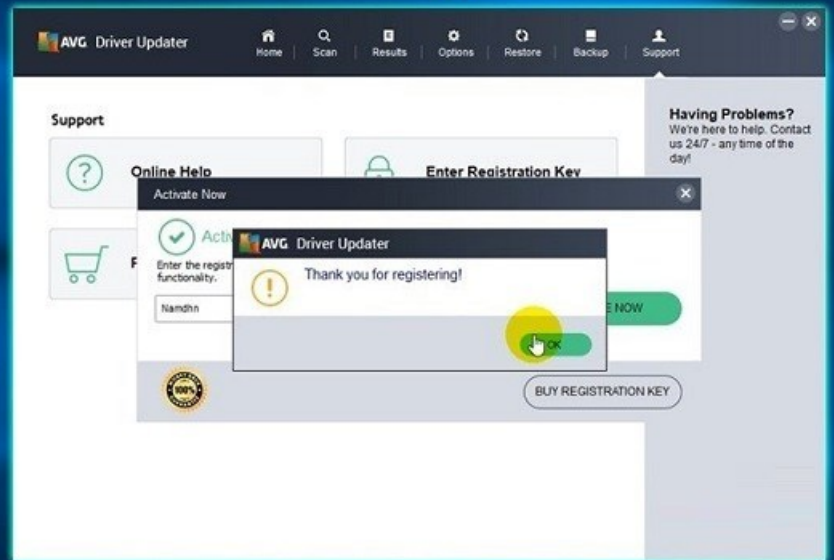 AVG Driver Updater
Home
Scan
Results
Options
Restore
Backup
Support
Support
Having Problems?
We're here to help. Contact
us 24/7 - any time of the
day!
Online Help
Enter Registration Key
Activate Now
Enter the registr
functionality.
Namdhn
AVG Driver Updater
Thank you for registering!
OK
E NOW
100%
BUY REGISTRATION KEY